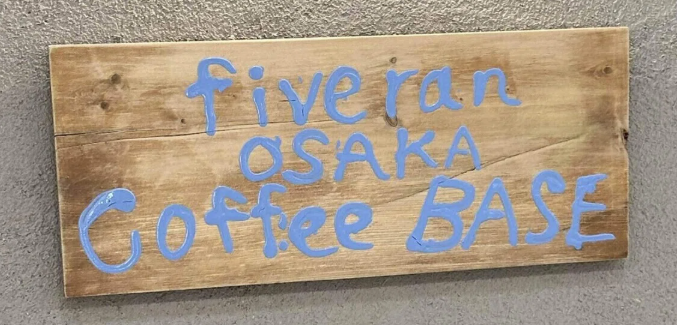 fiveran
OSAKA
Coffee BASE